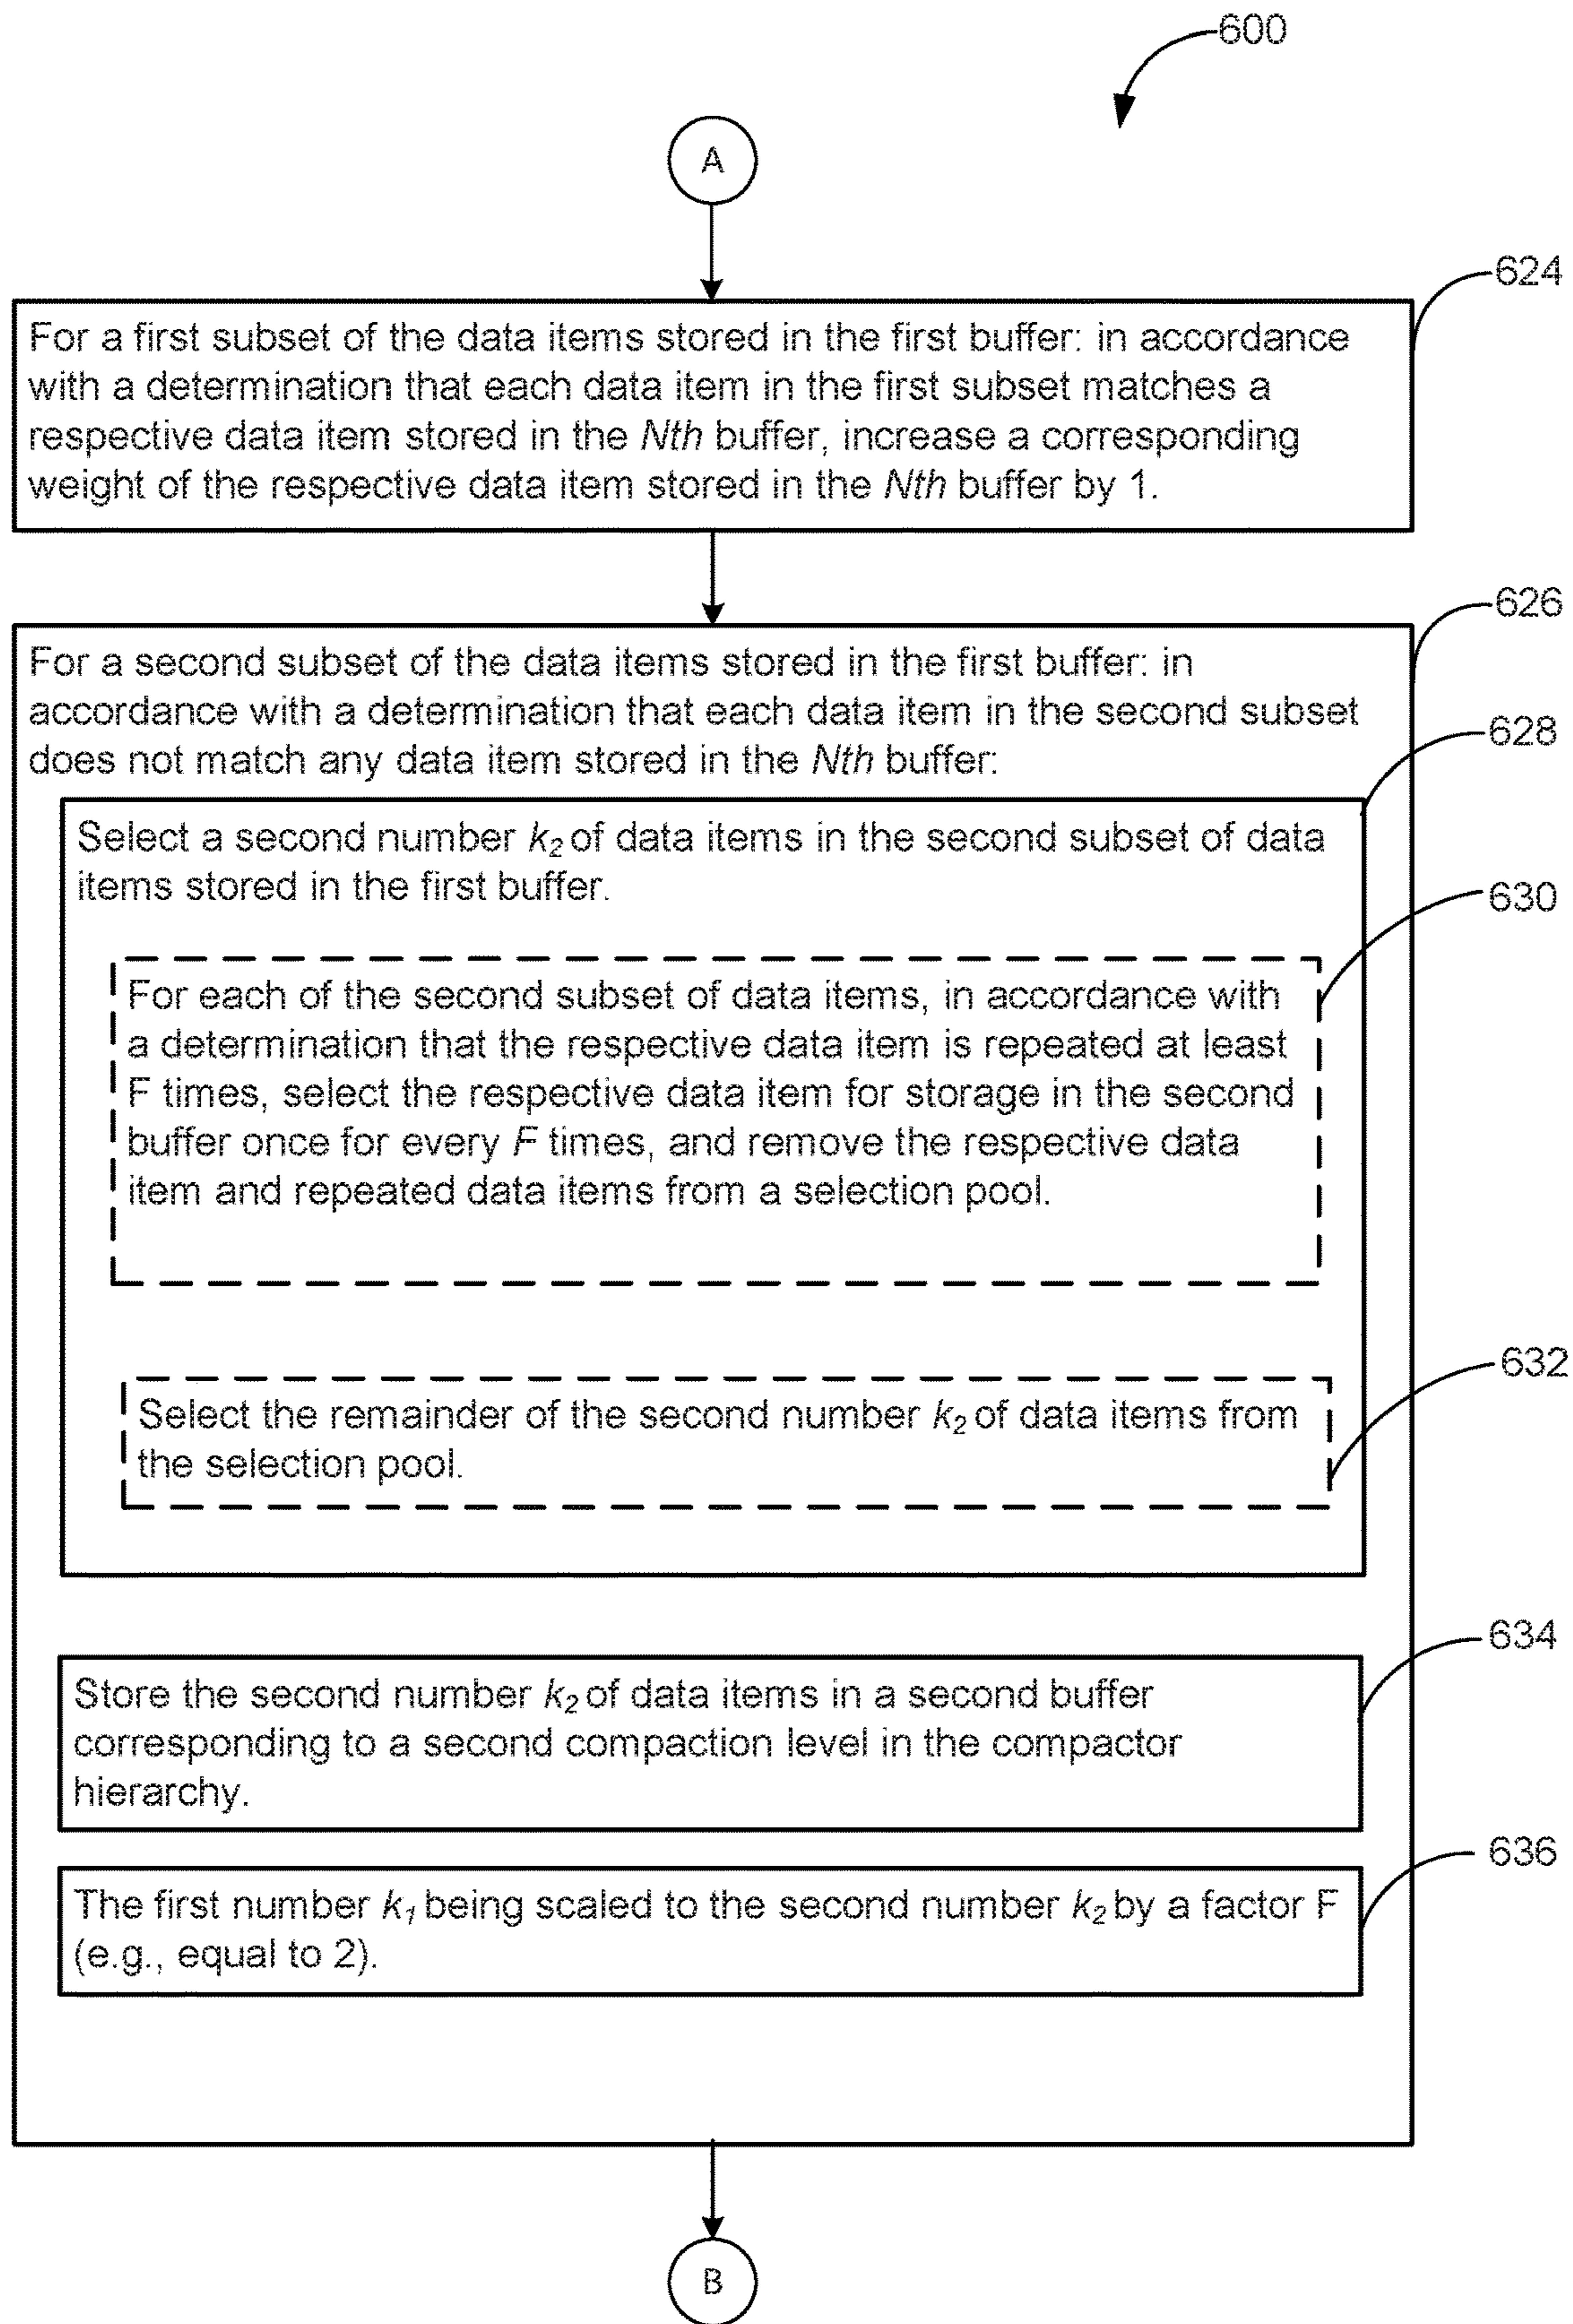 600
A
624
For a first subset of the data items stored in the first buffer: in accordance
with a determination that each data item in the first subset matches a
respective data item stored in the Nth buffer, increase a corresponding
weight of the respective data item stored in the Nth buffer by 1.
626
For a second subset of the data items stored in the first buffer: in
accordance with a determination that each data item in the second subset
does not match any data item stored in the Nth buffer:
628
Select a second number k2 of data items in the second subset of data
items stored in the first buffer.
630
For each of the second subset of data items, in accordance with
a determination that the respective data item is repeated at least
F times, select the respective data item for storage in the second
buffer once for every F times, and remove the respective data
item and repeated data items from a selection pool.
632
Select the remainder of the second number k2 of data items from
the selection pool.
634
Store the second number k2 of data items in a second buffer
corresponding to a second compaction level in the compactor
hierarchy.
636
The first number k1 being scaled to the second number k2 by a factor F
(e.g., equal to 2).
B